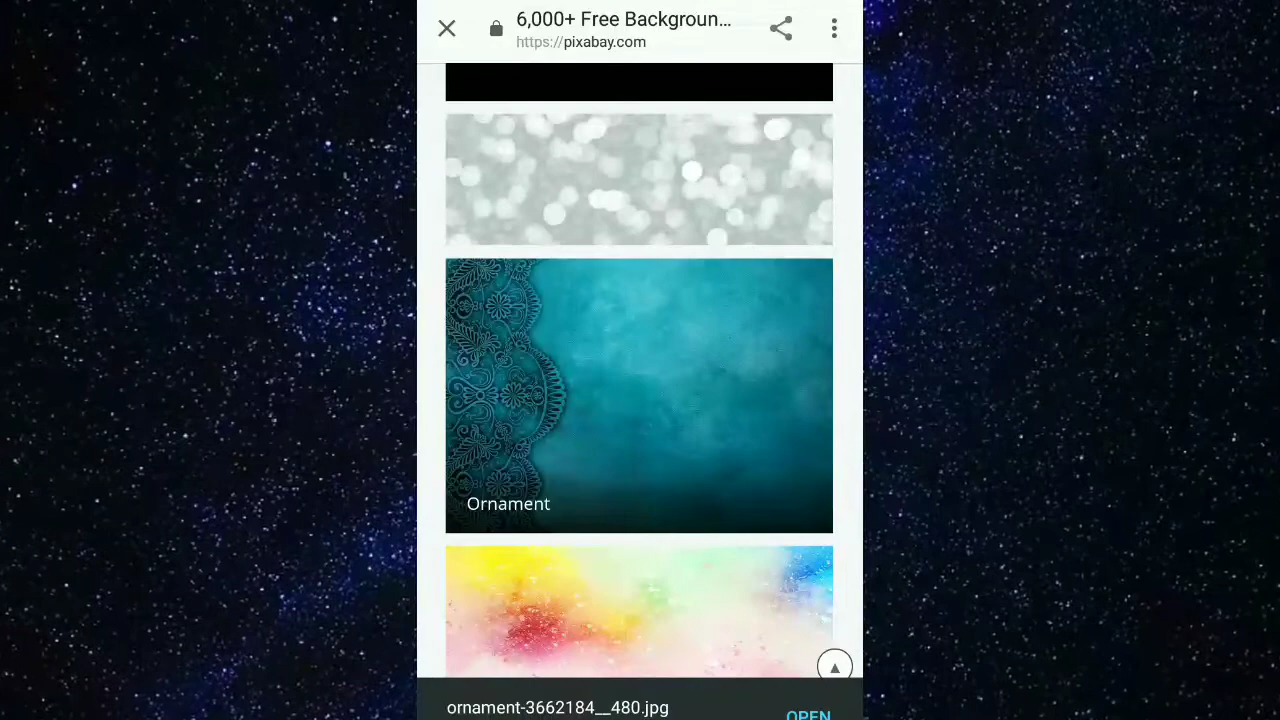 6,000+ Free Backgroun...
https://pixabay.com
Ornament
ornament-3662184__480.jpg
OPEN